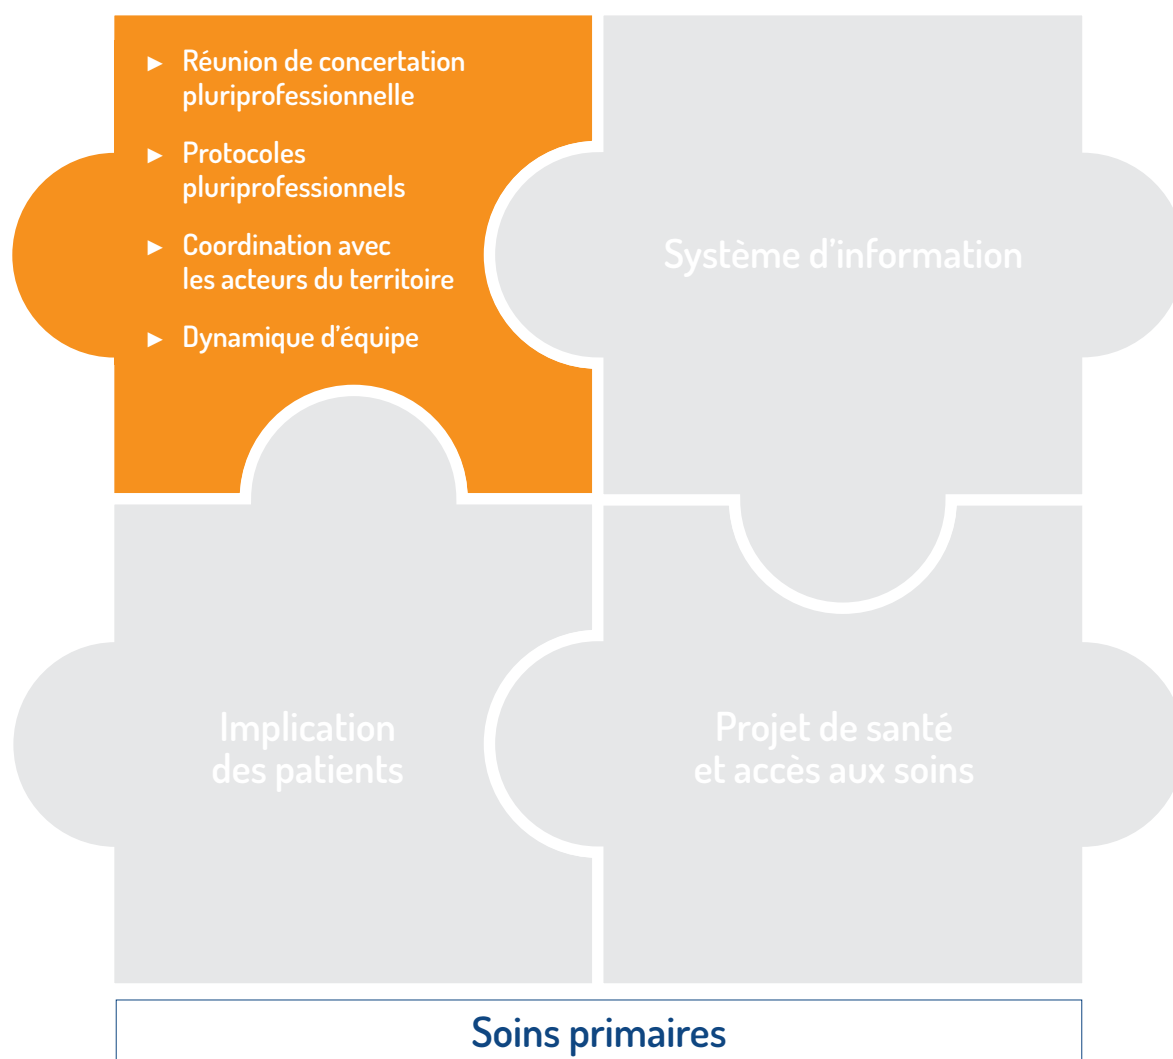 ► Réunion de concertation
pluriprofessionnelle
► Protocoles
pluriprofessionnels
► Coordination avec
les acteurs du territoire
► Dynamique d’équipe
Système d’information
Implication
des patients
Projet de santé
et accès aux soins
Soins primaires